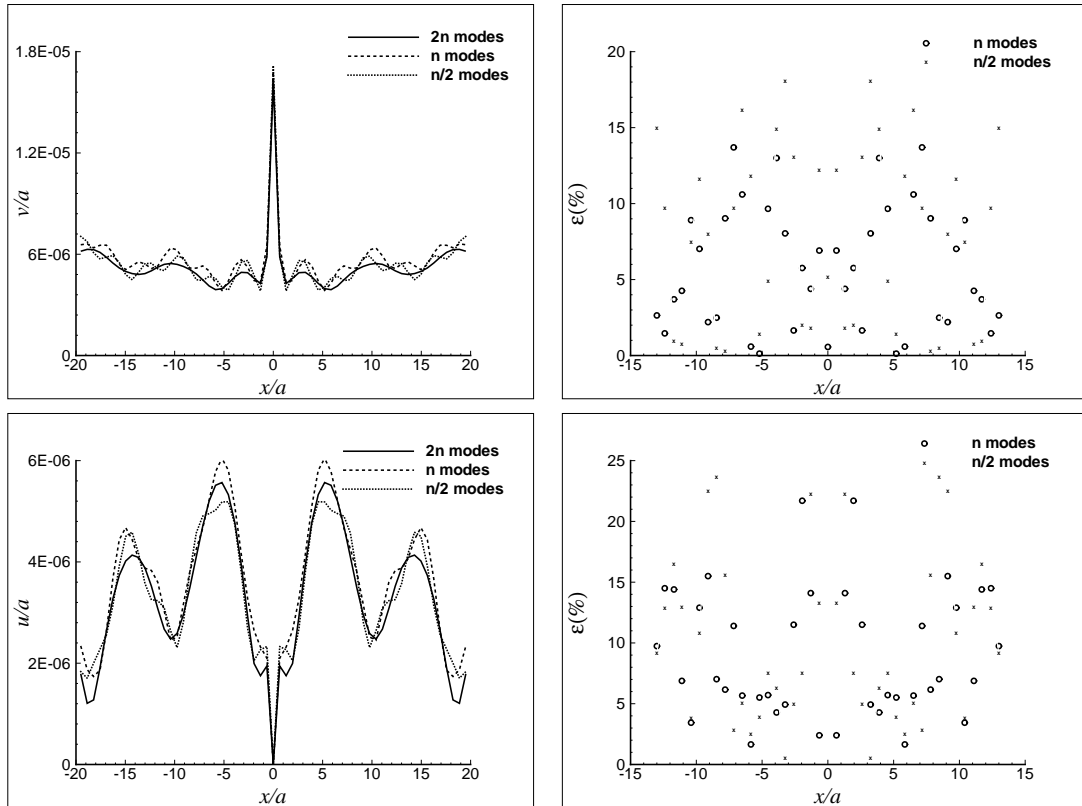 2n modes
n modes
n/2 modes
1.8E-05
1.2E-05
6E-06
0
v/a
-20 -15 -10 -5 0 5 10 15 20
x/a
n modes
n/2 modes
20
15
10
5
0
ε(%)
-15 -10 -5 0 5 10 15
x/a
2n modes
n modes
n/2 modes
6E-06
4E-06
2E-06
0
u/a
-20 -15 -10 -5 0 5 10 15 20
x/a
n modes
n/2 modes
25
20
15
10
5
0
ε(%)
-15 -10 -5 0 5 10 15
x/a